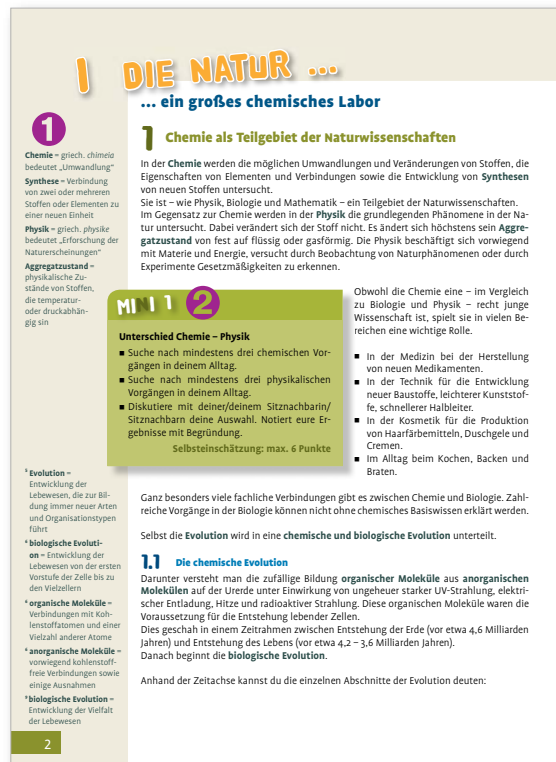 1 DIE NATUR ...
... ein großes chemisches Labor
1
Chemie – griech. chimeia
bedeutet „Umwandlung“
Synthese – Verbindung
von zwei oder mehreren
Stoffen oder Elementen zu
einer neuen Einheit
Physik – griech. physike
bedeutet „Erforschung der
Naturerscheinungen“
Aggregatzustand –
physikalische Zu-
stände von Stoffen,
die temperatur-
oder druckabhän-
gig sin
1 Chemie als Teilgebiet der Naturwissenschaften
In der Chemie werden die möglichen Umwandlungen und Veränderungen von Stoffen, die
Eigenschaften von Elementen und Verbindungen sowie die Entwicklung von Synthesen
von neuen Stoffen untersucht.
Sie ist – wie Physik, Biologie und Mathematik – ein Teilgebiet der Naturwissenschaften.
Im Gegensatz zur Chemie werden in der Physik die grundlegenden Phänomene in der Na-
tur untersucht. Dabei verändert sich der Stoff nicht. Es ändert sich höchstens sein Aggre-
gatzustand von fest auf flüssig oder gasförmig. Die Physik beschäftigt sich vorwiegend
mit Materie und Energie, versucht durch Beobachtung von Naturphänomenen oder durch
Experimente Gesetzmäßigkeiten zu erkennen.
MINI 1 2
Unterschied Chemie – Physik
■ Suche nach mindestens drei chemischen Vor-
gängen in deinem Alltag.
■ Suche nach mindestens drei physikalischen
Vorgängen in deinem Alltag.
■ Diskutiere mit deiner/deinem Sitznachbarin/
Sitznachbarn deine Auswahl. Notiert eure Er-
gebnisse mit Begründung.
Selbsteinschätzung: max. 6 Punkte
Obwohl die Chemie eine – im Vergleich
zu Biologie und Physik – recht junge
Wissenschaft ist, spielt sie in vielen Be-
reichen eine wichtige Rolle.
■ In der Medizin bei der Herstellung
von neuen Medikamenten.
■ In der Technik für die Entwicklung
neuer Baustoffe, leichterer Kunststof-
fe, schnellerer Halbleiter.
■ In der Kosmetik für die Produktion
von Haarfärbemitteln, Duschgele und
Cremen.
■ Im Alltag beim Kochen, Backen und
Braten.
Ganz besonders viele fachliche Verbindungen gibt es zwischen Chemie und Biologie. Zahl-
reiche Vorgänge in der Biologie können nicht ohne chemisches Basiswissen erklärt werden.
Selbst die Evolution wird in eine chemische und biologische Evolution unterteilt.
1.1 Die chemische Evolution
Darunter versteht man die zufällige Bildung organischer Moleküle aus anorganischen
Molekülen auf der Urerde unter Einwirkung von ungeheuer starker UV-Strahlung, elektri-
scher Entladung, Hitze und radioaktiver Strahlung. Diese organischen Moleküle waren die
Voraussetzung für die Entstehung lebender Zellen.
Dies geschah in einem Zeitrahmen zwischen Entstehung der Erde (vor etwa 4,6 Milliarden
Jahren) und Entstehung des Lebens (vor etwa 4,2 – 3,6 Milliarden Jahren).
Danach beginnt die biologische Evolution.
Anhand der Zeitachse kannst du die einzelnen Abschnitte der Evolution deuten:
Evolution –
Entwicklung der
Lebewesen, die zur Bil-
dung immer neuer Arten
und Organisationstypen
führt
biologische Evoluti-
on – Entwicklung der
Lebewesen von der ersten
Vorstufe der Zelle bis zu
den Vielzellern
organische Moleküle –
Verbindungen mit Koh-
lenstoffatomen und einer
Vielzahl anderer Atome
anorganische Moleküle –
vorwiegend kohlenstoff-
freie Verbindungen sowie
einige Ausnahmen
biologische Evolution –
Entwicklung der Vielfalt
der Lebewesen
2